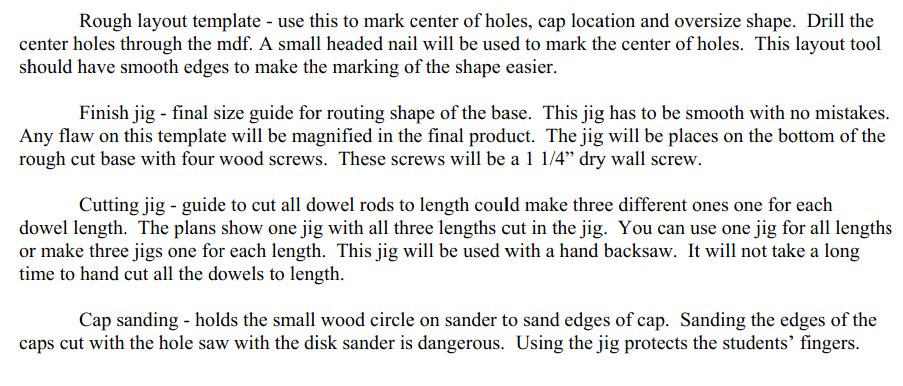 Rough layout template - use this to mark center of holes, cap location and oversize shape.  Drill the
center holes through the mdf. A small headed nail will be used to mark the center of holes.  This layout tool
should have smooth edges to make the marking of the shape easier.
Finish jig - final size guide for routing shape of the base.  This jig has to be smooth with no mistakes.
Any flaw on this template will be magnified in the final product.  The jig will be places on the bottom of the
rough cut base with four wood screws.  These screws will be a 1 1/4” dry wall screw.
Cutting jig - guide to cut all dowel rods to length could make three different ones one for each
dowel length.  The plans show one jig with all three lengths cut in the jig.  You can use one jig for all lengths
or make three jigs one for each length.  This jig will be used with a hand backsaw.  It will not take a long
time to hand cut all the dowels to length.
Cap sanding - holds the small wood circle on sander to sand edges of cap.  Sanding the edges of the
caps cut with the hole saw with the disk sander is dangerous.  Using the jig protects the students’ fingers.